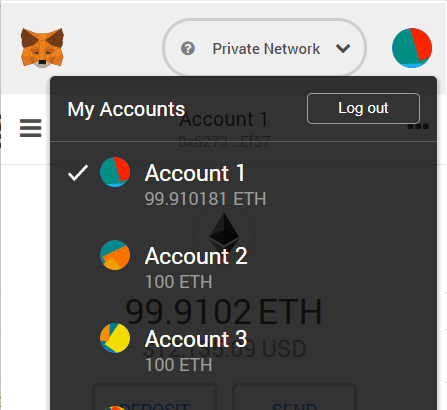 Private Network
My Accounts
Log out
Account 1
0x6273...Ef57
Account 1
99.910181 ETH
Account 2
100 ETH
99.9102 ETH
Account 3
100 ETH
USD
DEPOSIT
SEND